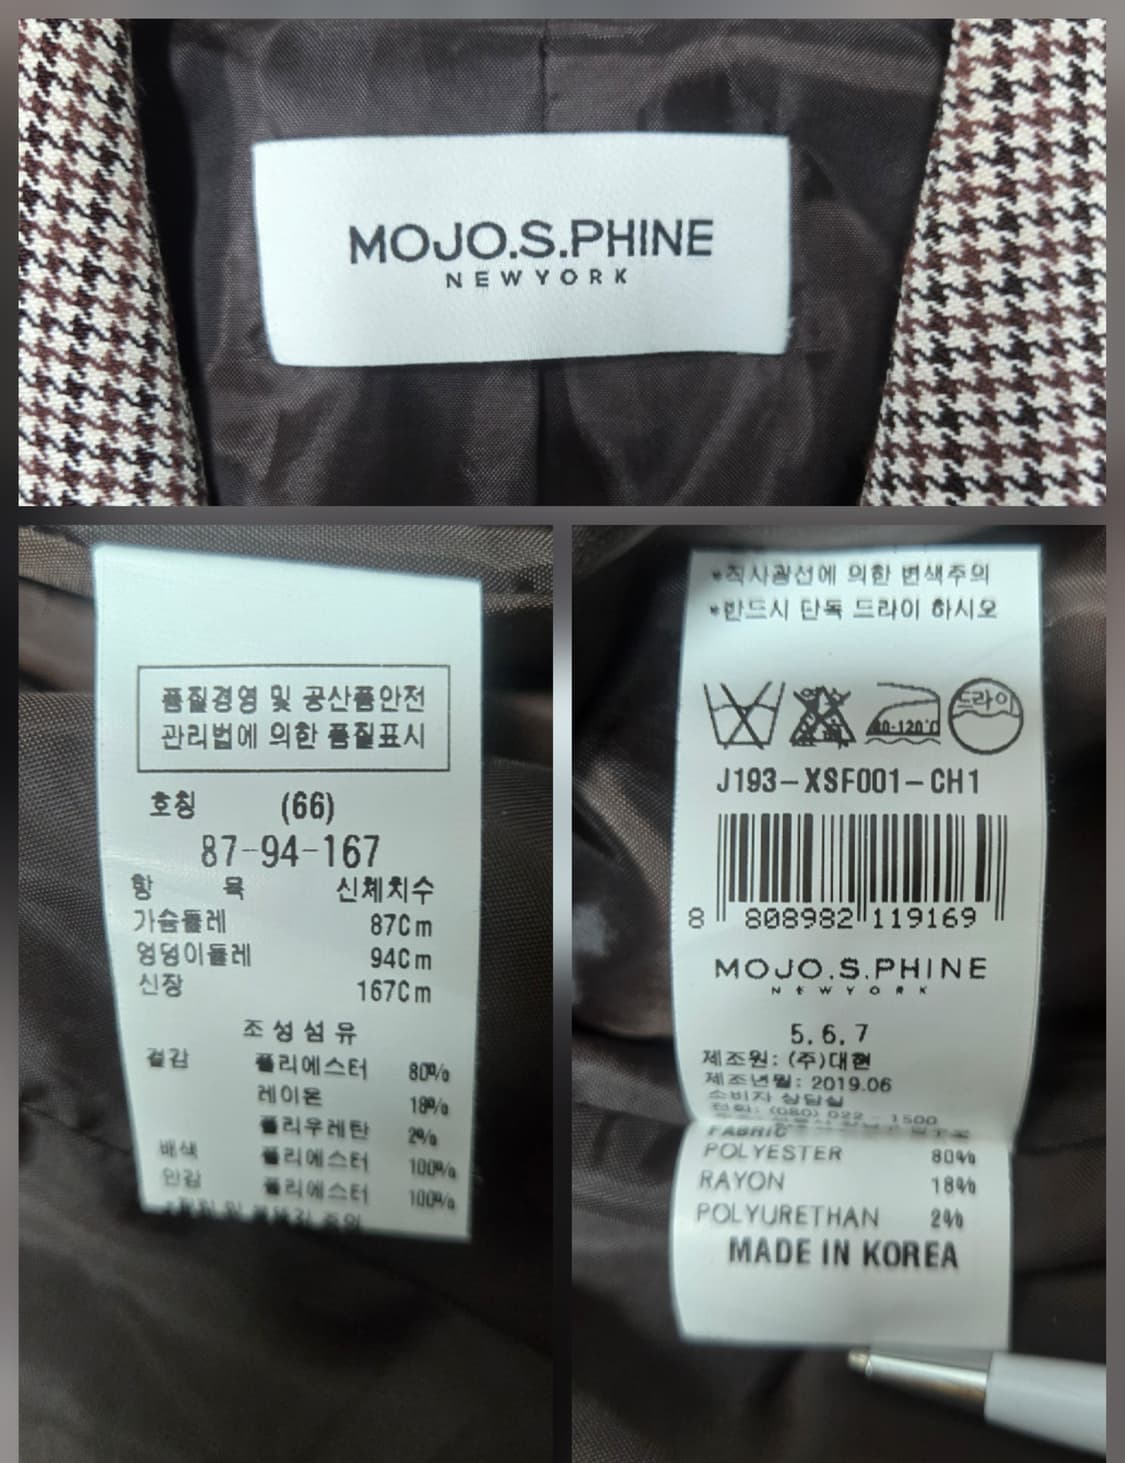 MOJO.S.PHINE
NEWYORK
품질경영 및 공산품안전
관리법에 의한 품질표시
호칭 (66)
87-94-167
항 목 신체치수
가슴둘레 87Cm
엉덩이둘레 94Cm
신장 167Cm
조성섬유
겉감 폴리에스터 80%
레이온 18%
폴리우레탄 2%
배색 폴리에스터 100%
안감 폴리에스터 100%
*직사광선에 의한 변색주의
*반드시 단독 드라이 하시오
80-120℃ 드라이
J193-XSF001-CH1
8 808982 119169
MOJO.S.PHINE
NEWYORK
5.6.7
제조원: (주)대현
제조년월: 2019.06
소비자 상담실
전화: (080) 022 - 1500
FABRIC
POLYESTER 80%
RAYON 18%
POLYURETHAN 2%
MADE IN KOREA